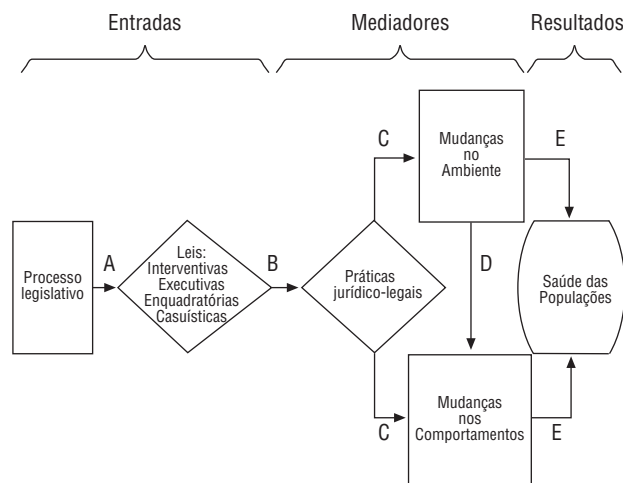 Entradas
Mediadores
Resultados
C
Mudanças
no
Ambiente
E
Processo
legislativo
A
Leis:
Interventivas
Executivas
Enquadratórias
Casuísticas
B
Práticas
jurídico-legais
D
Saúde das
Populações
C
Mudanças
nos
Comportamentos
E